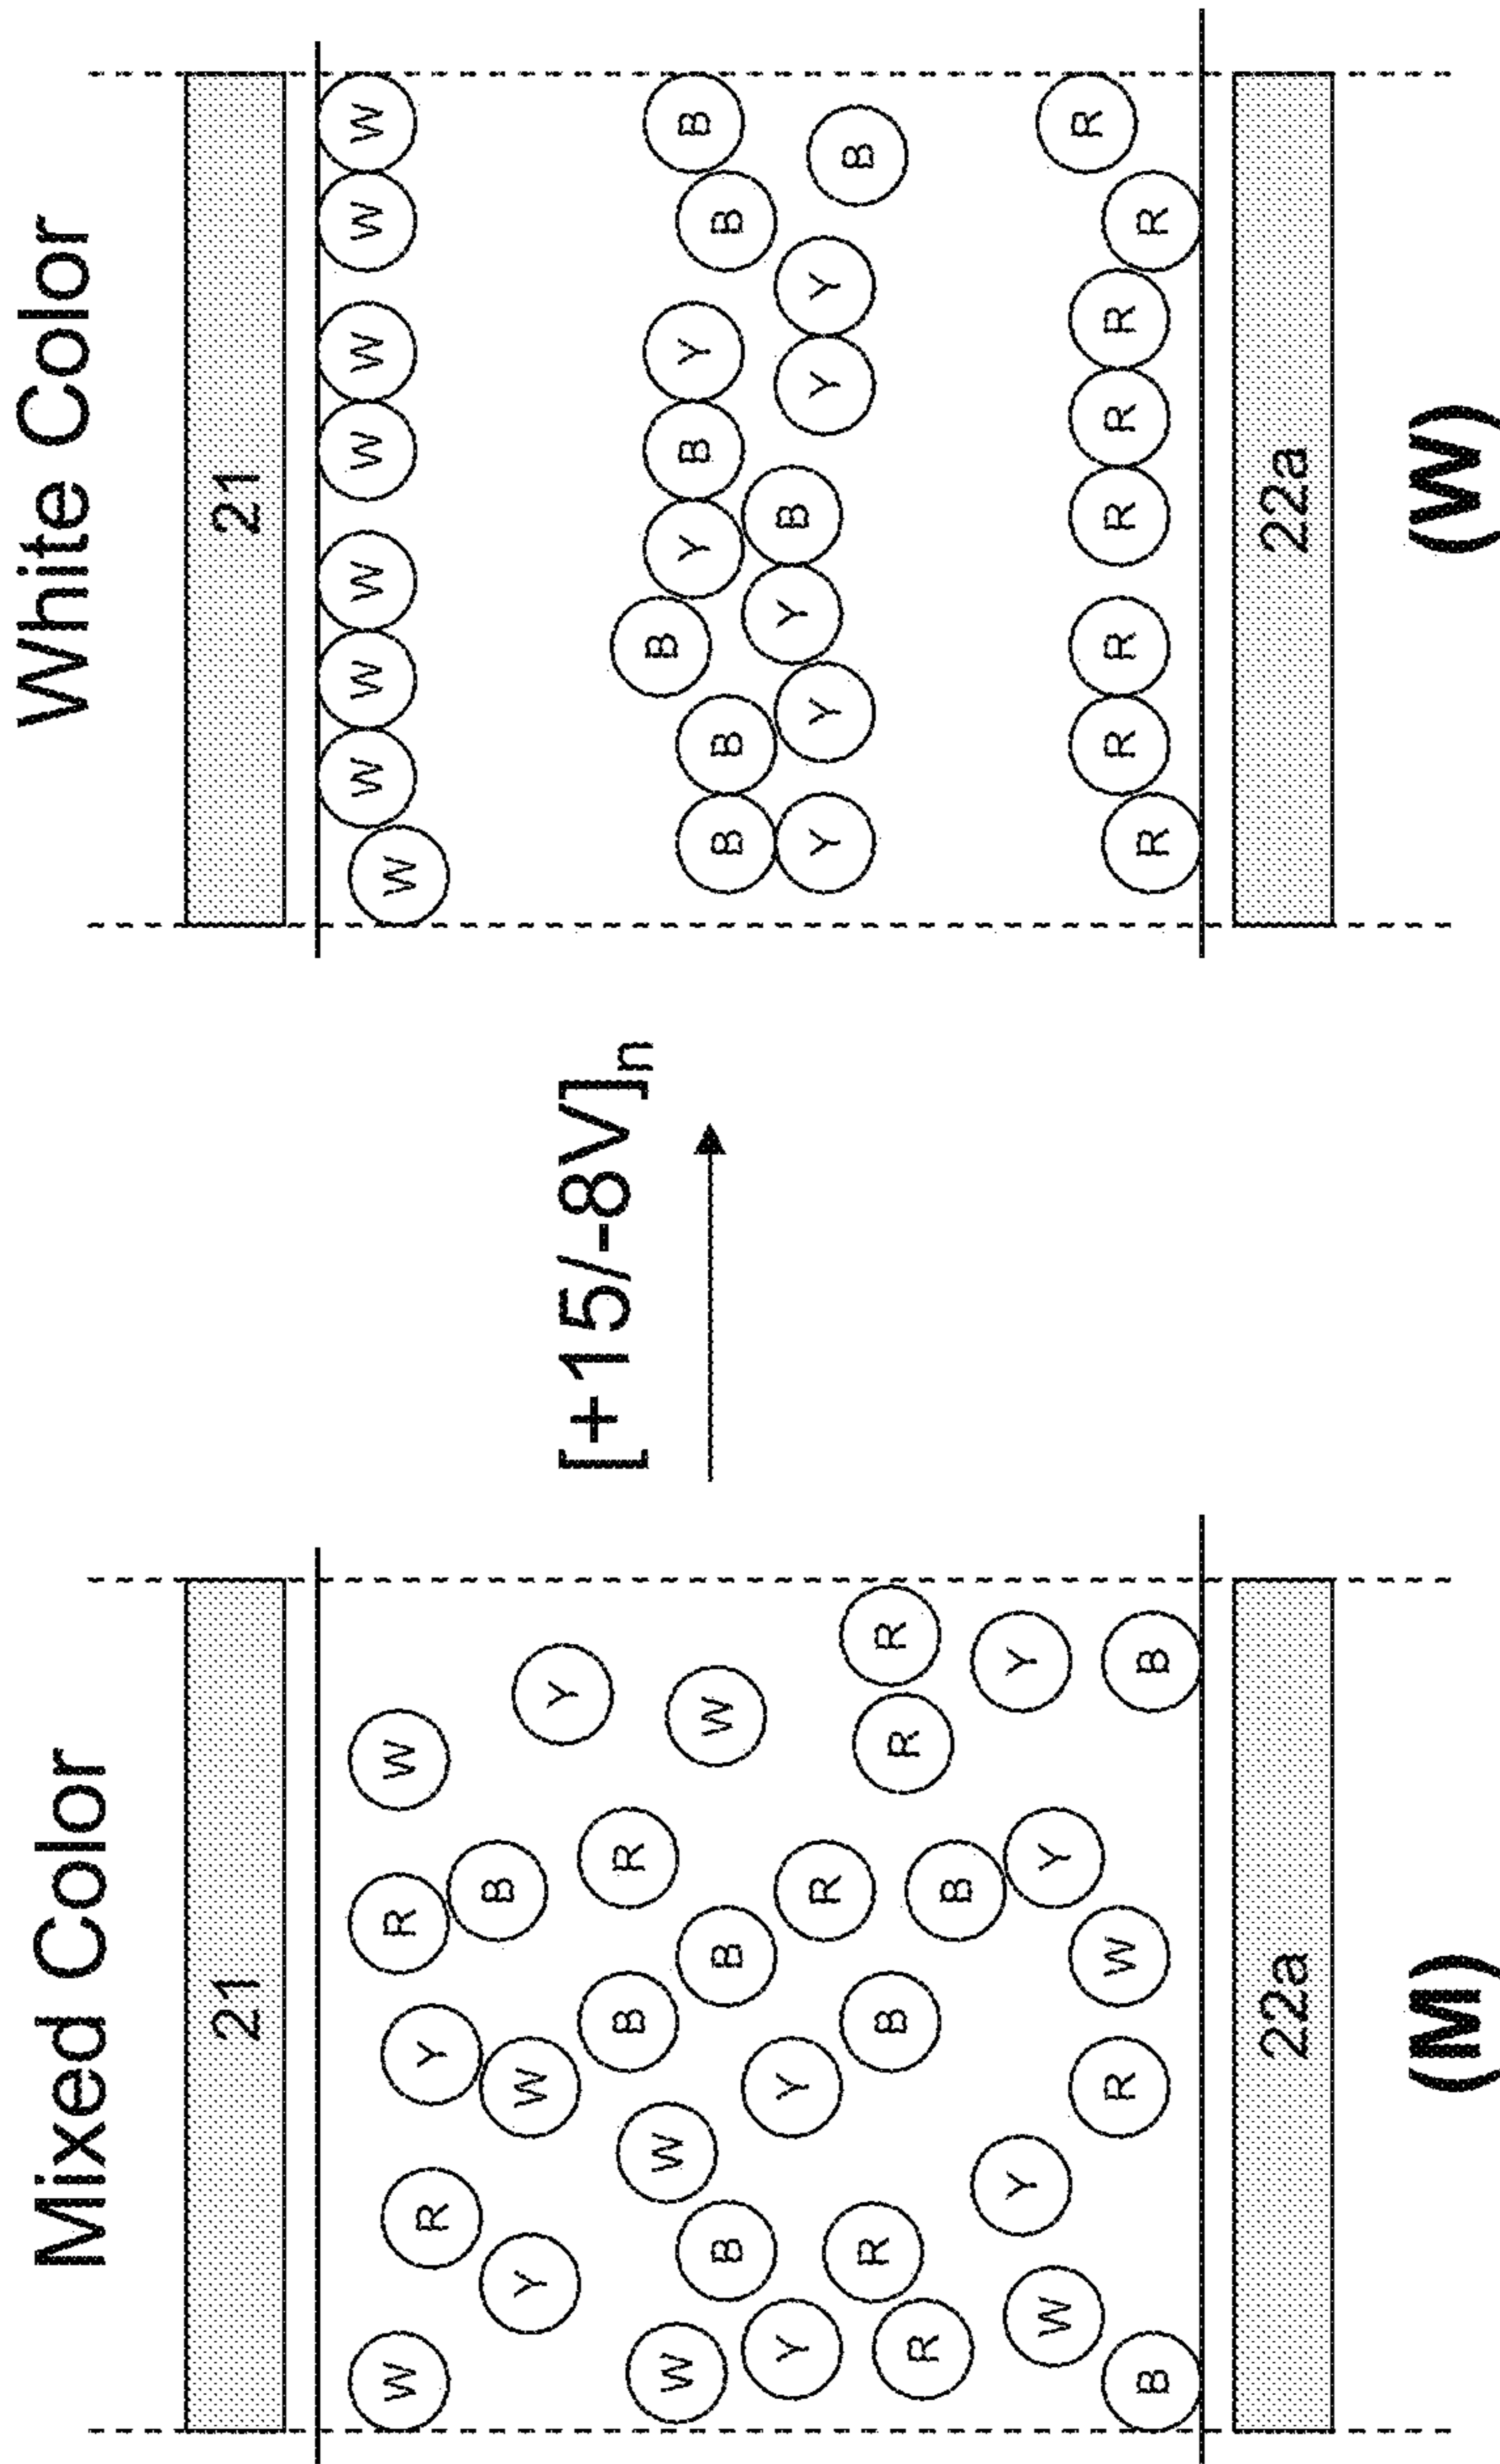 Mixed Color
21
W R Y R W
Y W B Y
W W B R
B B W
Y Y R
R B R R
R B
W Y Y Y
B R W B
22a
(M)
[+15/-8V]n
White Color
21
W W W W W W W W
B B B Y B Y B B
Y Y Y B Y Y B
R R R R R R R R
22a
(W)